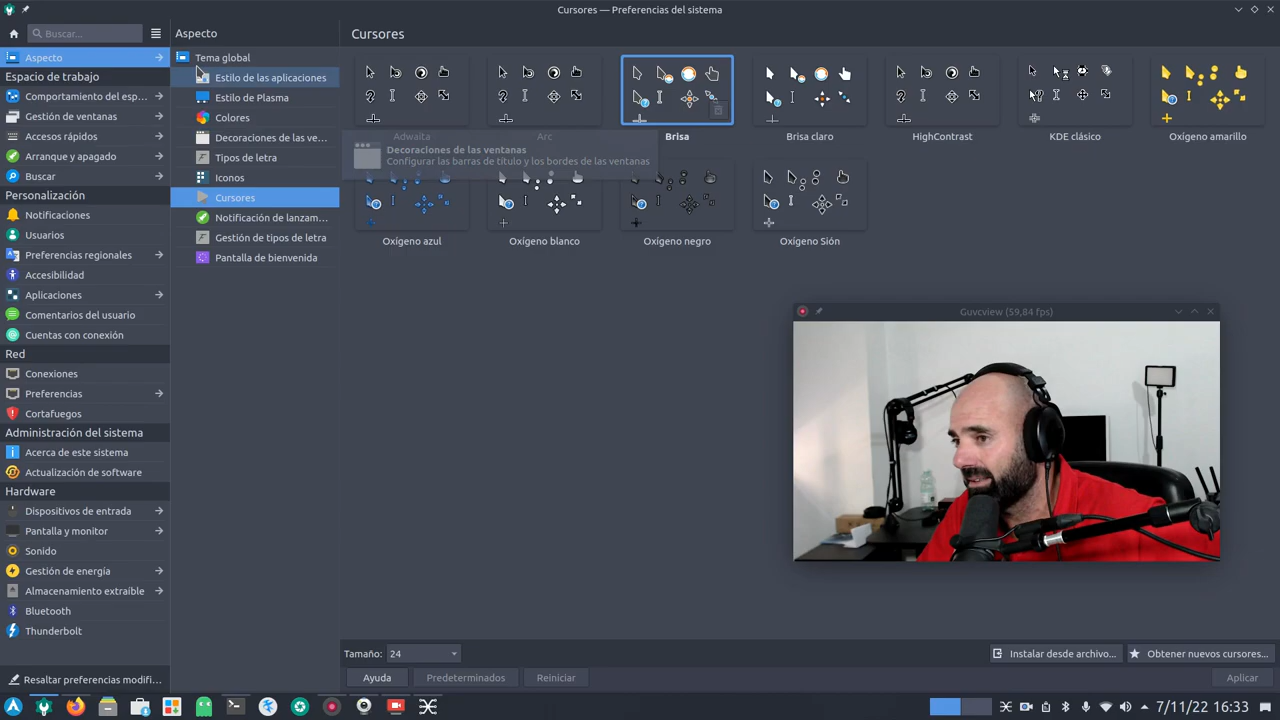 Cursores — Preferencias del sistema
Buscar...
Aspecto
Cursores
Aspecto
Espacio de trabajo
Comportamiento del esp...
Gestión de ventanas
Accesos rápidos
Arranque y apagado
Buscar
Personalización
Notificaciones
Usuarios
Preferencias regionales
Accesibilidad
Aplicaciones
Comentarios del usuario
Cuentas con conexión
Red
Conexiones
Preferencias
Cortafuegos
Administración del sistema
Acerca de este sistema
Actualización de software
Hardware
Dispositivos de entrada
Pantalla y monitor
Sonido
Gestión de energía
Almacenamiento extraíble
Bluetooth
Thunderbolt
Resaltar preferencias modifi...
Tema global
Estilo de las aplicaciones
Estilo de Plasma
Colores
Decoraciones de las ve...
Tipos de letra
Iconos
Cursores
Notificación de lanzam...
Gestión de tipos de letra
Pantalla de bienvenida
Adwaita
Arc
Brisa
Brisa claro
HighContrast
KDE clásico
Oxígeno amarillo
Decoraciones de las ventanas
Configurar las barras de título y los bordes de las ventanas
Oxígeno azul
Oxígeno blanco
Oxígeno negro
Oxígeno Sión
Guvcview (59,84 fps)
Tamaño:
24
Instalar desde archivo...
Obtener nuevos cursores...
Ayuda
Predeterminados
Reiniciar
Aplicar
7/11/22 16:33